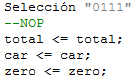 Selección "0111"
--NOP
total <= total;
car <= car;
zero <= zero;